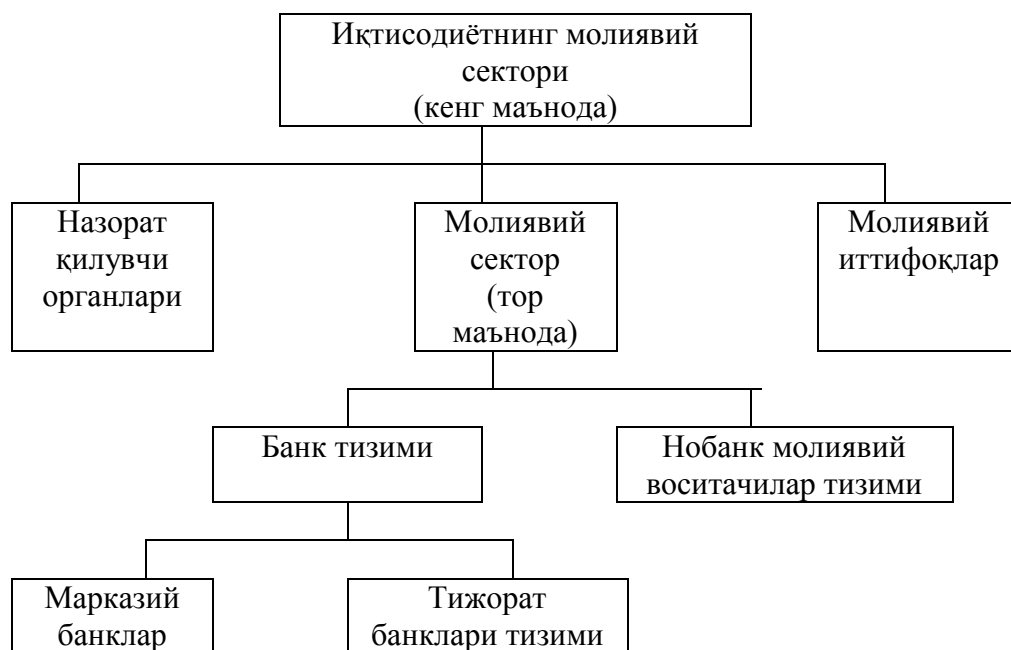 Иқтисодиётнинг молиявий
сектори
(кенг маънода)
Назорат
қилувчи
органлари
Молиявий
сектор
(тор
маънода)
Молиявий
иттифоқлар
Банк тизими
Нобанк молиявий
воситачилар тизими
Марказий
банклар
Тижорат
банклари тизими